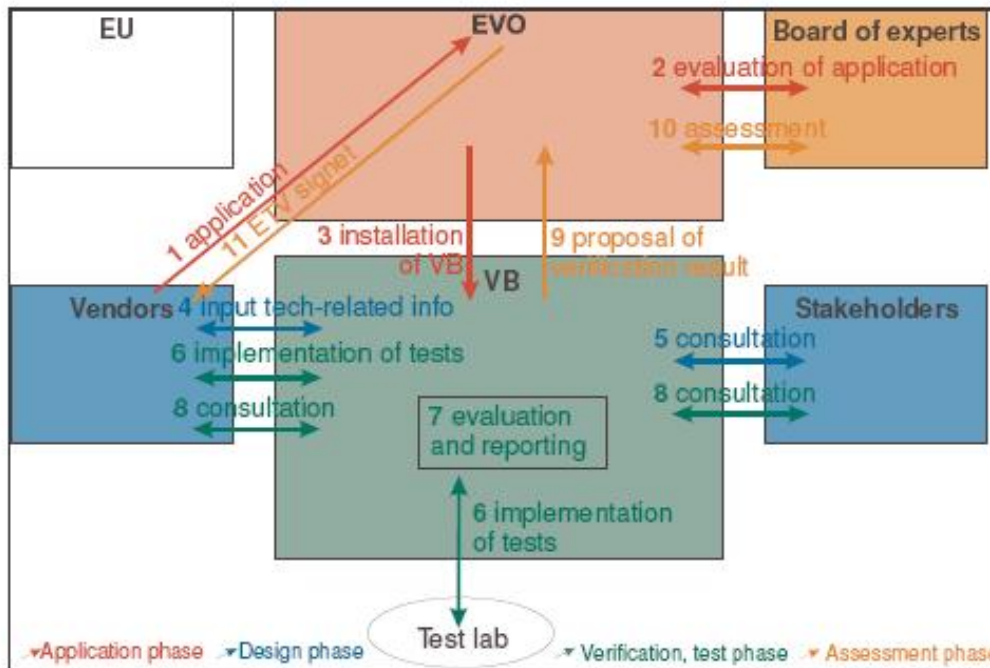 EU
EVO
Board of experts
2 evaluation of application
10 assessment
1 application
11 ETV signet
3 installation
of VB
9 proposal of
verification result
VB
Vendors
4 input tech-related info
6 implementation of tests
8 consultation
Stakeholders
5 consultation
8 consultation
7 evaluation
and reporting
6 implementation
of tests
Test lab
Application phase
Design phase
Verification, test phase
Assessment phase